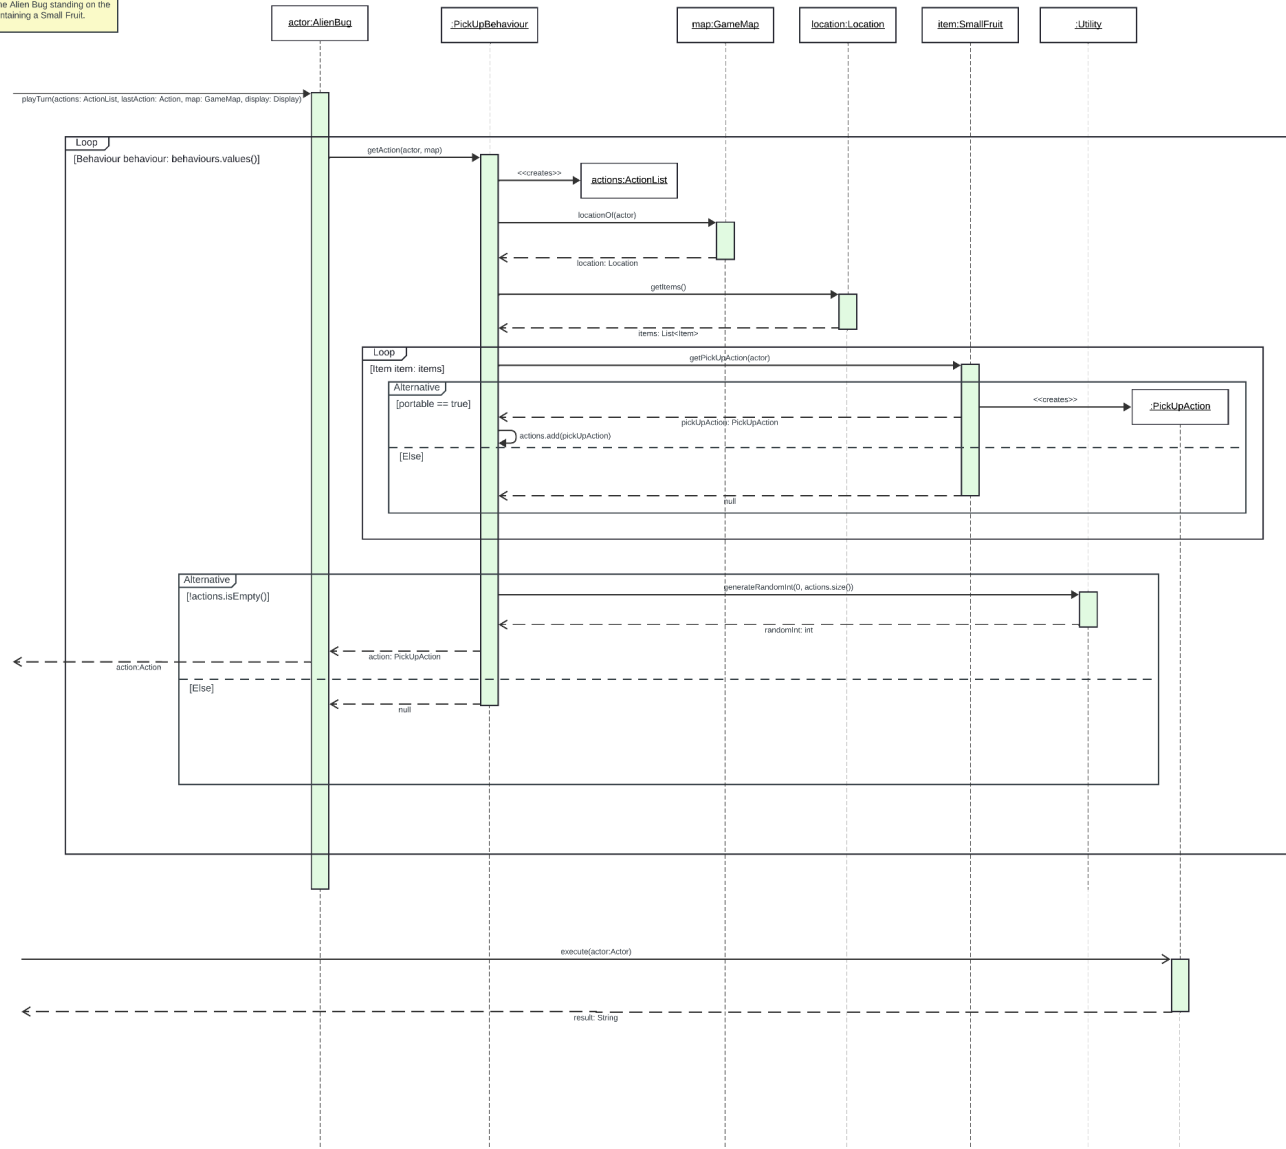 he Alien Bug standing on the
ntaining a Small Fruit.
actor:AlienBug
:PickUpBehaviour
map:GameMap
location:Location
item:SmallFruit
:Utility
playTurn(actions: ActionList, lastAction: Action, map: GameMap, display: Display)
Loop
[Behaviour behaviour: behaviours.values()]
getAction(actor, map)
<<creates>>
actions:ActionList
locationOf(actor)
location: Location
getItems()
items: List<Item>
Loop
[Item item: items]
getPickUpAction(actor)
Alternative
[portable == true]
<<creates>>
:PickUpAction
pickUpAction: PickUpAction
actions.add(pickUpAction)
[Else]
null
Alternative
[!actions.isEmpty()]
generateRandomInt(0, actions.size())
randomInt: int
action: PickUpAction
action:Action
[Else]
null
execute(actor:Actor)
result: String